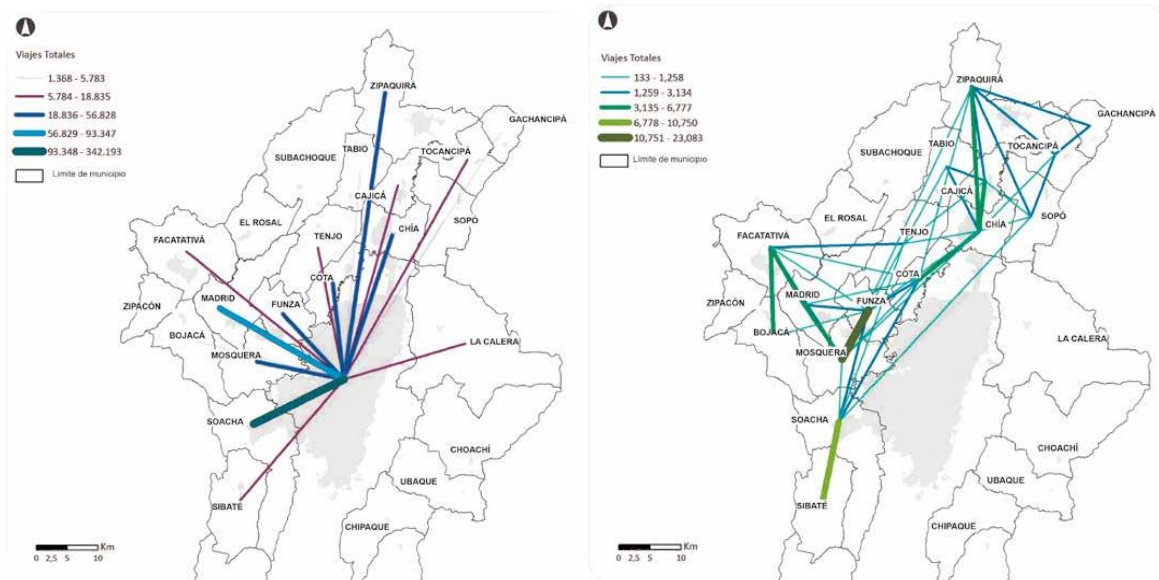 Viajes Totales
1.368 - 5.783
5.784 - 18.835
18.836 - 56.828
56.829 - 93.347
93.348 - 342.193
Límite de municipio
ZIPAQUIRÁ
GACHANCIPÁ
TABIO
TOCANCIPÁ
SUBACHOQUE
CAJICÁ
SOPÓ
EL ROSAL
CHÍA
TENJO
FACATATIVÁ
COTA
ZIPACÓN
MADRID
FUNZA
BOJACÁ
LA CALERA
MOSQUERA
SOACHA
CHOACHÍ
UBAQUE
SIBATÉ
CHIPAQUE
Km
0 2,5 5 10
Viajes Totales
133 - 1,258
1,259 - 3,134
3,135 - 6,777
6,778 - 10,750
10,751 - 23,083
Límite de municipio
ZIPAQUIRÁ
GACHANCIPÁ
TABIO
TOCANCIPÁ
SUBACHOQUE
CAJICÁ
SOPÓ
EL ROSAL
CHÍA
TENJO
FACATATIVÁ
COTA
ZIPACÓN
MADRID
FUNZA
BOJACÁ
LA CALERA
MOSQUERA
SOACHA
CHOACHÍ
UBAQUE
SIBATÉ
CHIPAQUE
Km
0 2,5 5 10